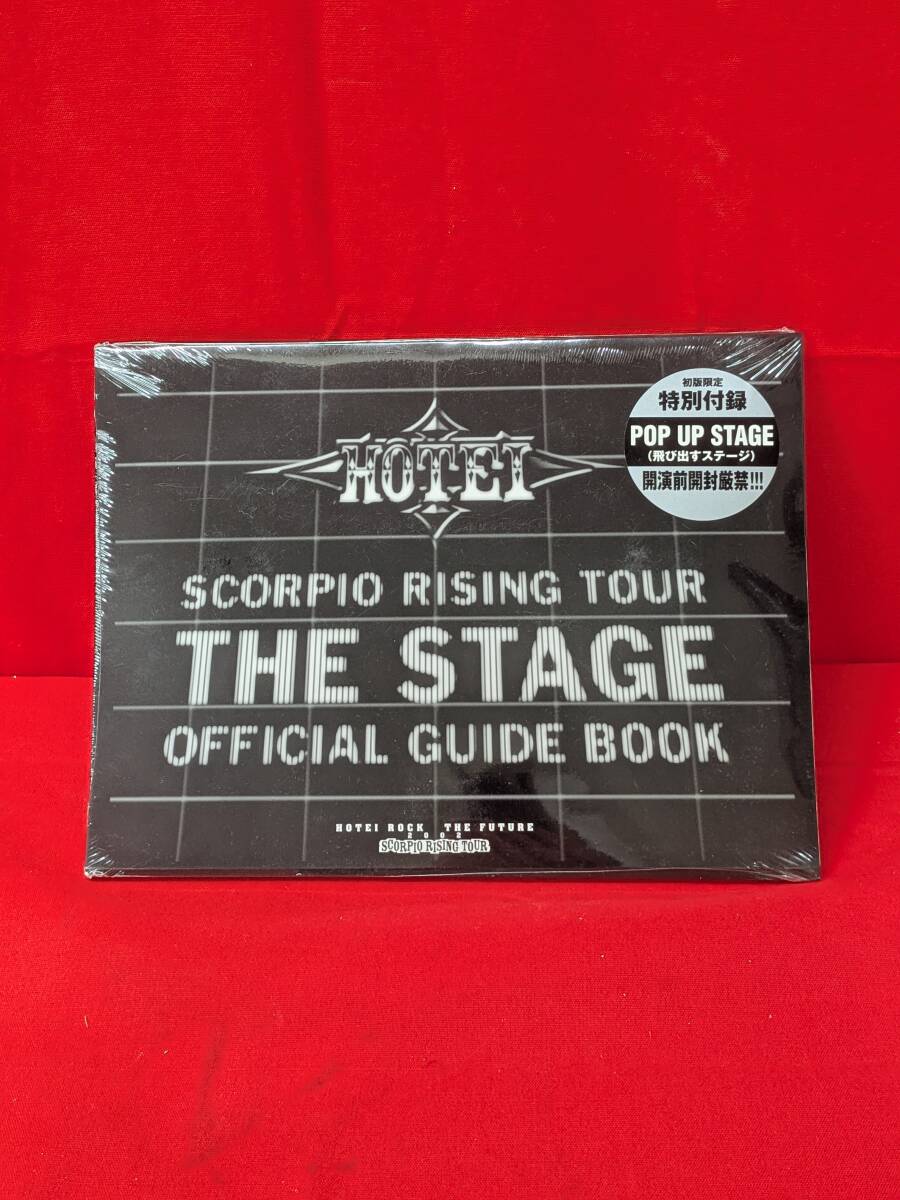 初版限定
特別付録
POP UP STAGE
(飛び出すステージ)
開演前開封厳禁!!!
HOTEI
SCORPIO RISING TOUR
THE STAGE
OFFICIAL GUIDE BOOK
HOTEI ROCK THE FUTURE
2002
SCORPIO RISING TOUR